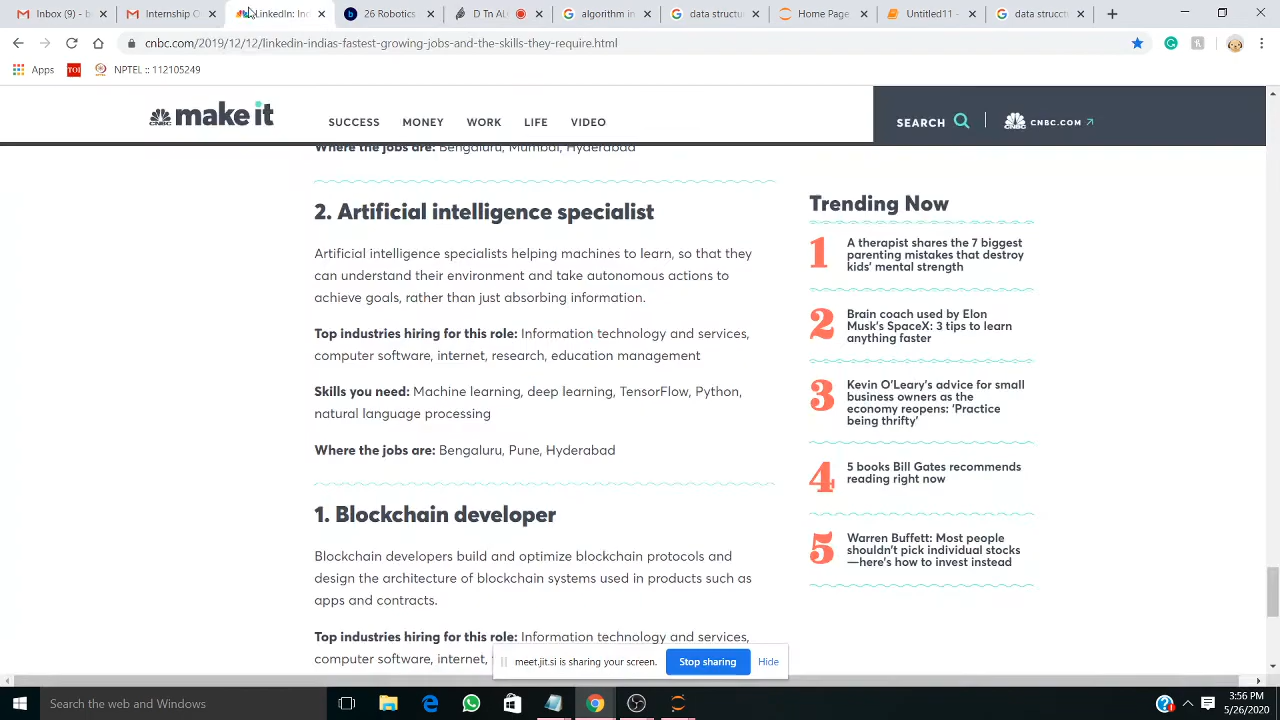 Inbox (9) - b
Internship O
LinkedIn: Inc
26 Robotics
D Tn Al
algorithm in
data structu
Home Page
Untitled11 -
data structu
cnbc.com/2019/12/12/linkedin-indias-fastest-growing-jobs-and-the-skills-they-require.html
Apps
TOI
NPTEL :: 112105249
CNBC make it
SUCCESS
MONEY
WORK
LIFE
VIDEO
SEARCH
CNBC.COM
Where the jobs are: Bengaluru, Mumbai, Hyderabad
2. Artificial intelligence specialist
Artificial intelligence specialists helping machines to learn, so that they
can understand their environment and take autonomous actions to
achieve goals, rather than just absorbing information.
Top industries hiring for this role: Information technology and services,
computer software, internet, research, education management
Skills you need: Machine learning, deep learning, TensorFlow, Python,
natural language processing
Where the jobs are: Bengaluru, Pune, Hyderabad
1. Blockchain developer
Blockchain developers build and optimize blockchain protocols and
design the architecture of blockchain systems used in products such as
apps and contracts.
Top industries hiring for this role: Information technology and services,
computer software, internet,
Trending Now
1
A therapist shares the 7 biggest
parenting mistakes that destroy
kids' mental strength
2
Brain coach used by Elon
Musk's SpaceX: 3 tips to learn
anything faster
3
Kevin O'Leary's advice for small
business owners as the
economy reopens: 'Practice
being thrifty'
4
5 books Bill Gates recommends
reading right now
5
Warren Buffett: Most people
shouldn't pick individual stocks
—here's how to invest instead
meet.jit.si is sharing your screen.
Stop sharing
Hide
Search the web and Windows
3:56 PM
5/26/2020